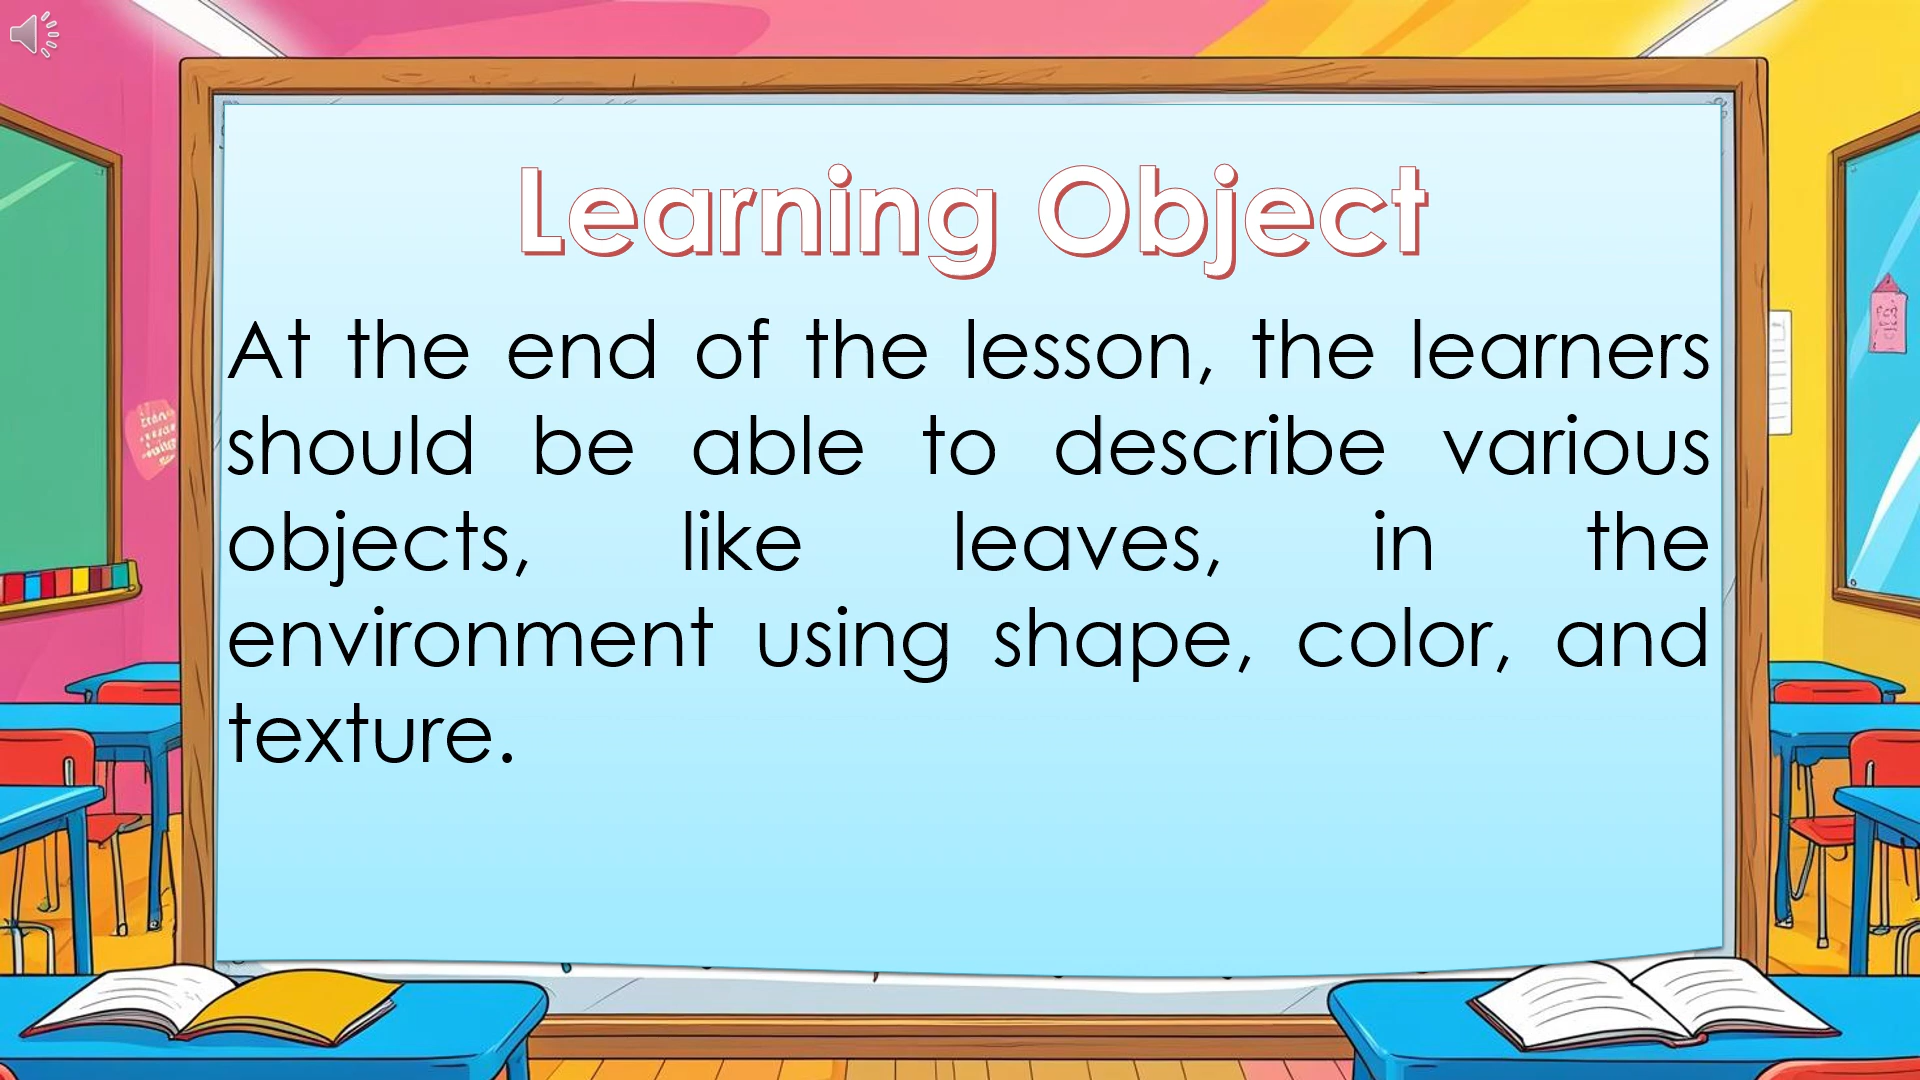 Learning Object
At the end of the lesson, the learners
should be able to describe various
objects, like leaves, in the
environment using shape, color, and
texture.